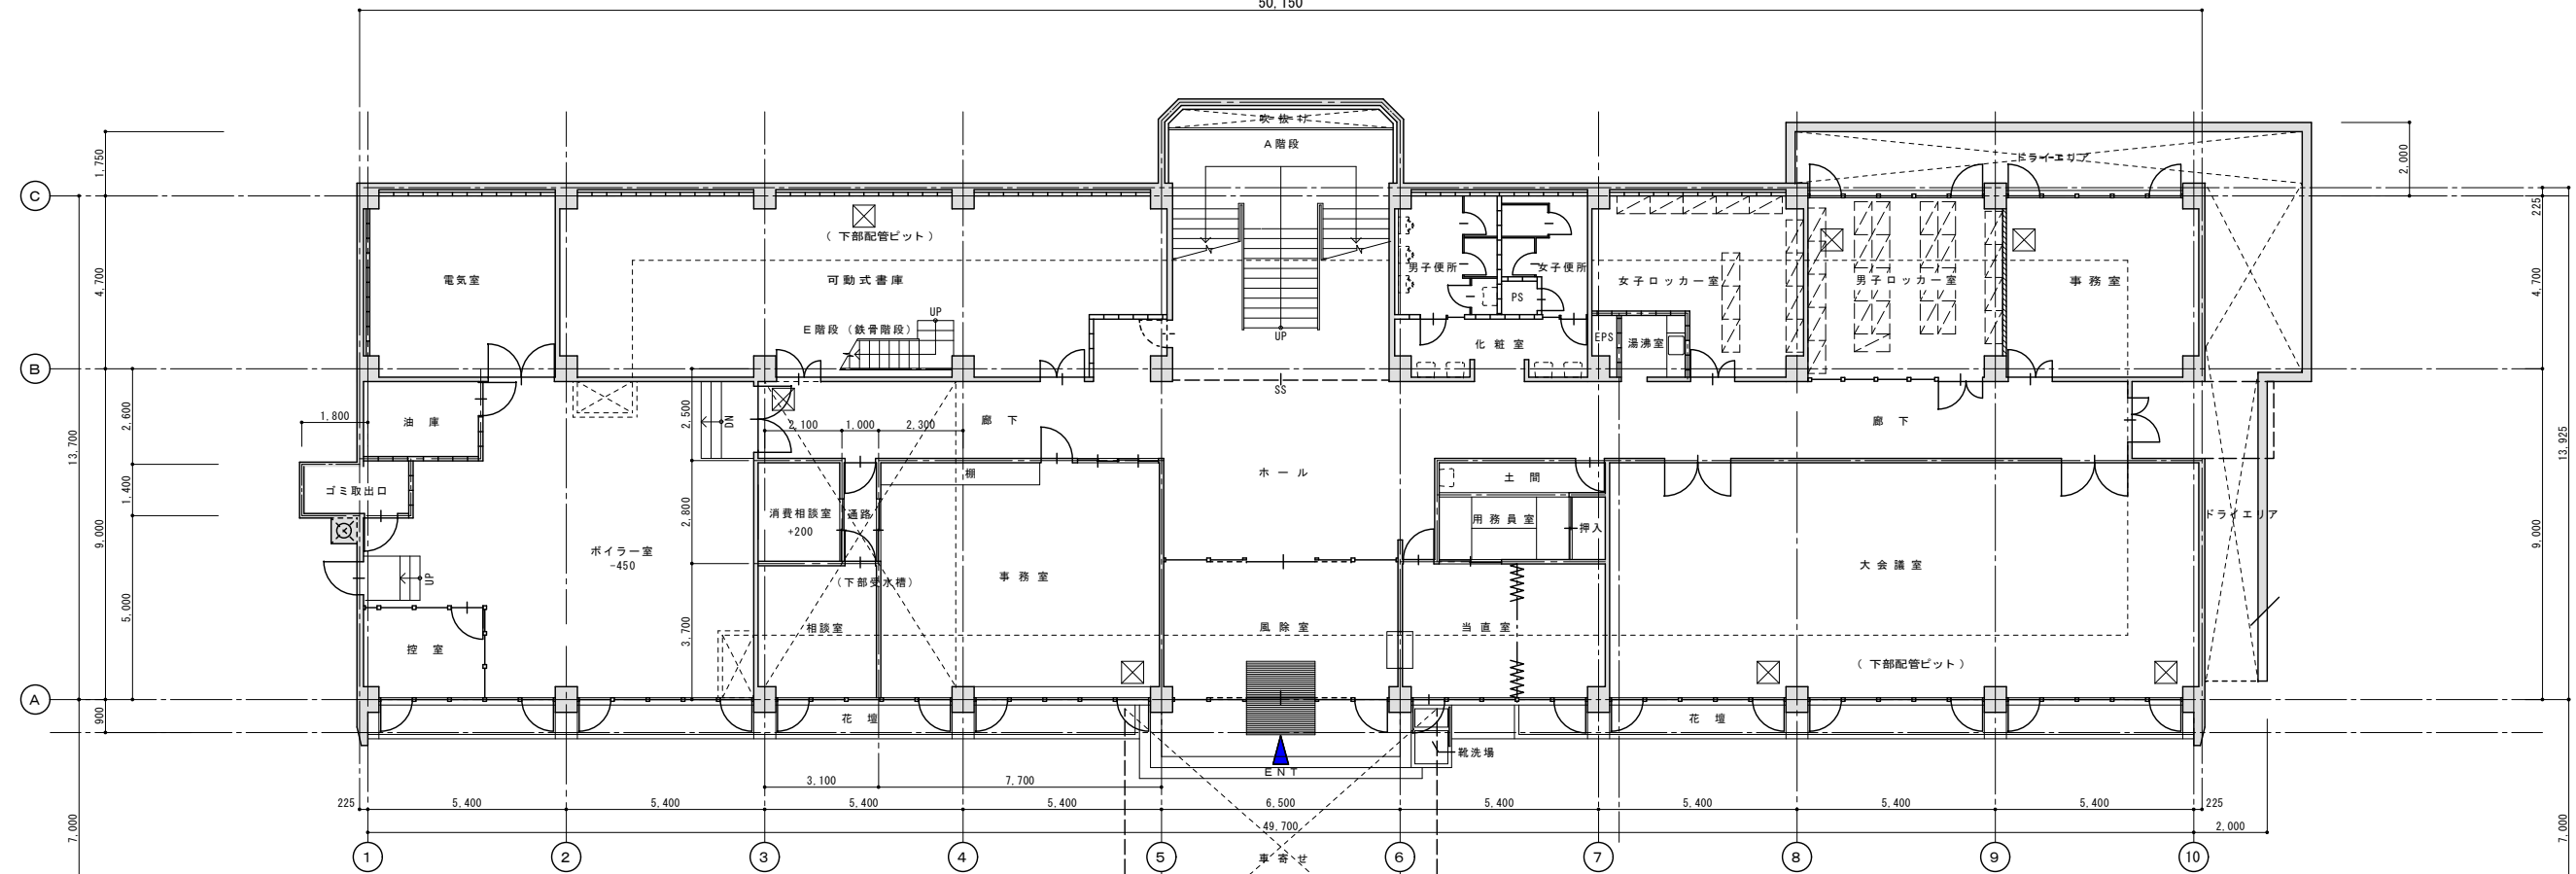 50,150
吹抜け
A階段
ドライエリア
1,750
2,000
C
225
(下部配管ピット)
電気室
可動式書庫
男子便所
女子便所
PS
女子ロッカー室
男子ロッカー室
事務室
4,700
4,700
E階段(鉄骨階段)
UP
UP
化粧室
EPS
湯沸室
B
SS
油庫
1,800
2,600
2,500
DN
2,100
1,000
2,300
廊下
廊下
13,700
13,925
ホール
棚
土間
ゴミ取出口
1,400
消費相談室
+200
通路
用務員室
押入
ドライエリア
2,800
9,000
9,000
ボイラー室
-450
UP
(下部受水槽)
事務室
大会議室
5,000
3,700
相談室
風除室
当直室
控室
(下部配管ピット)
A
900
花壇
花壇
靴洗場
ENT
3,100
7,700
225
5,400
5,400
5,400
5,400
6,500
5,400
5,400
5,400
5,400
225
7,000
49,700
2,000
7,000
1
2
3
4
5
車寄せ
6
7
8
9
10